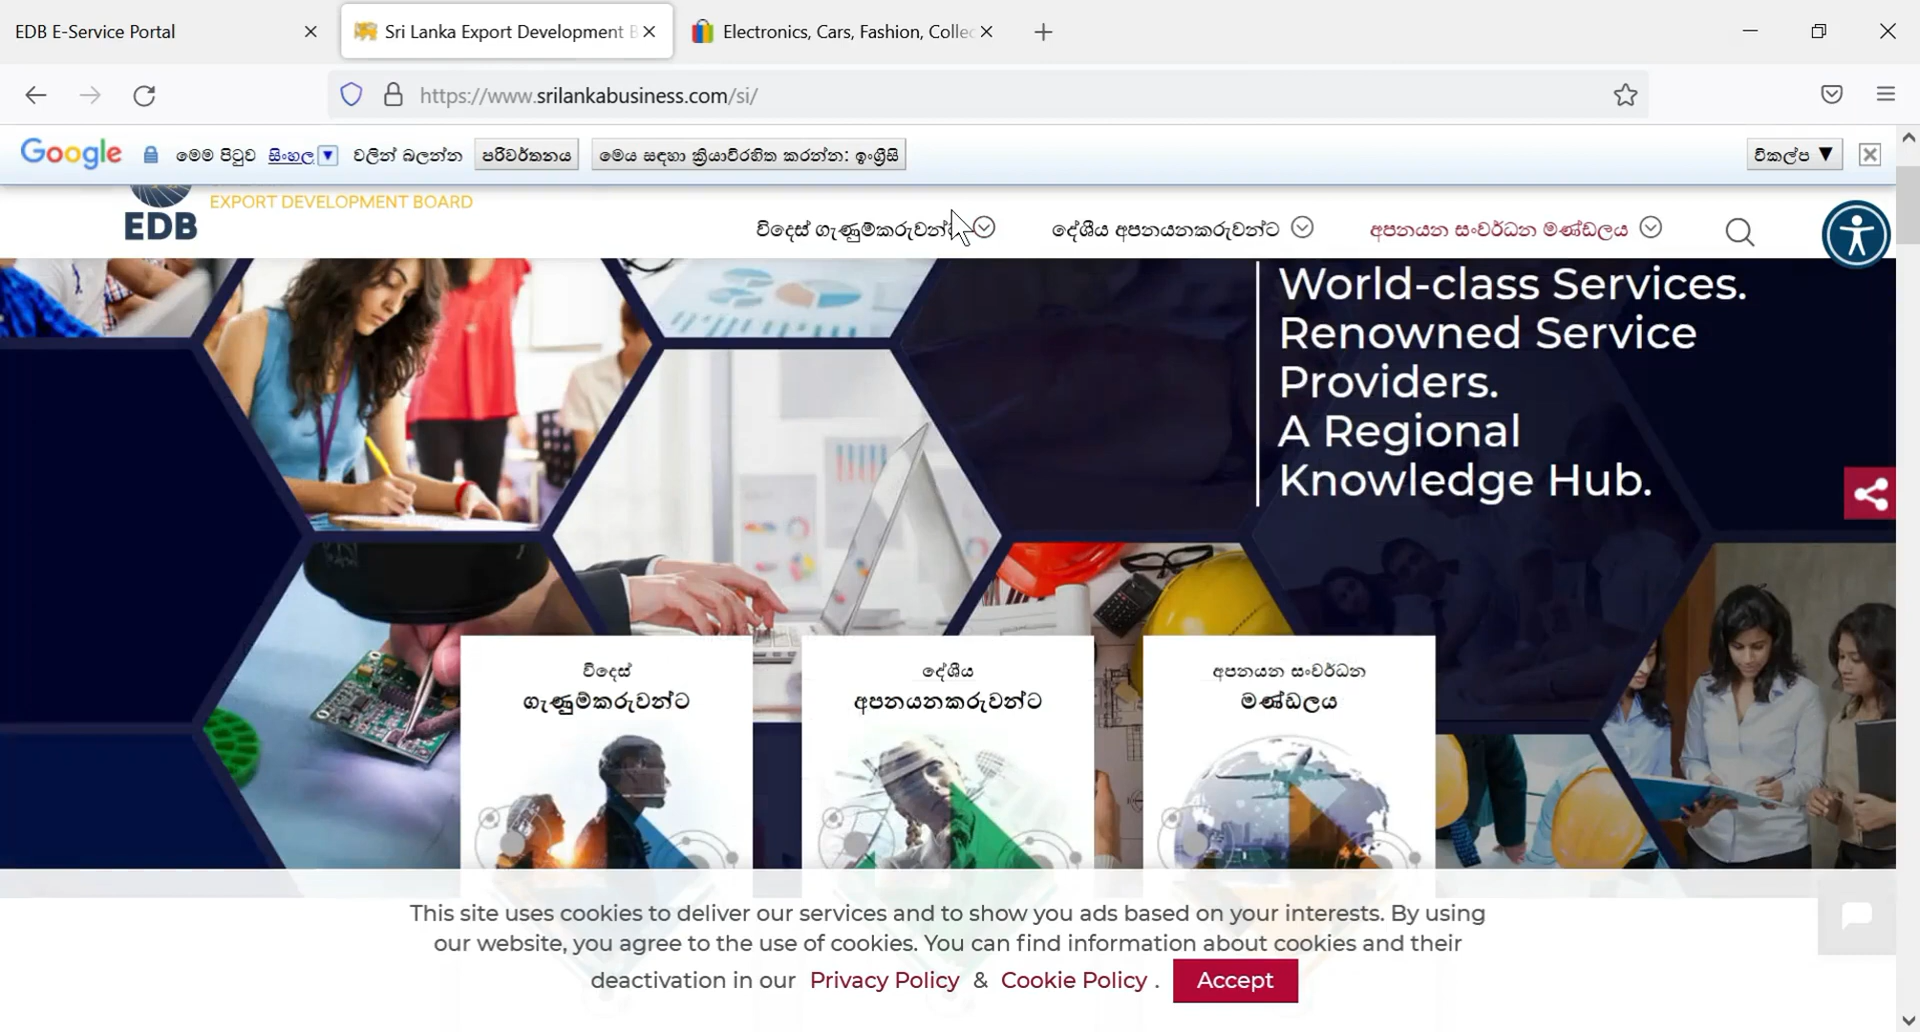 EDB E-Service Portal
Sri Lanka Export Development B
Electronics, Cars, Fashion, Collec
https://www.srilankabusiness.com/si/
Google මෙම පිටුව සිංහල වලින් බලන්න පරිවර්තනය මෙය සඳහා ක්‍රියාවිරහිත කරන්න: ඉංග්‍රීසි විකල්ප ▼
EDB EXPORT DEVELOPMENT BOARD
විදෙස් ගැණුම්කරුවන්ට දේශීය අපනයනකරුවන්ට අපනයන සංවර්ධන මණ්ඩලය
World-class Services.
Renowned Service
Providers.
A Regional
Knowledge Hub.
විදෙස්
ගැණුම්කරුවන්ට
දේශීය
අපනයනකරුවන්ට
අපනයන සංවර්ධන
මණ්ඩලය
This site uses cookies to deliver our services and to show you ads based on your interests. By using
our website, you agree to the use of cookies. You can find information about cookies and their
deactivation in our Privacy Policy & Cookie Policy . Accept